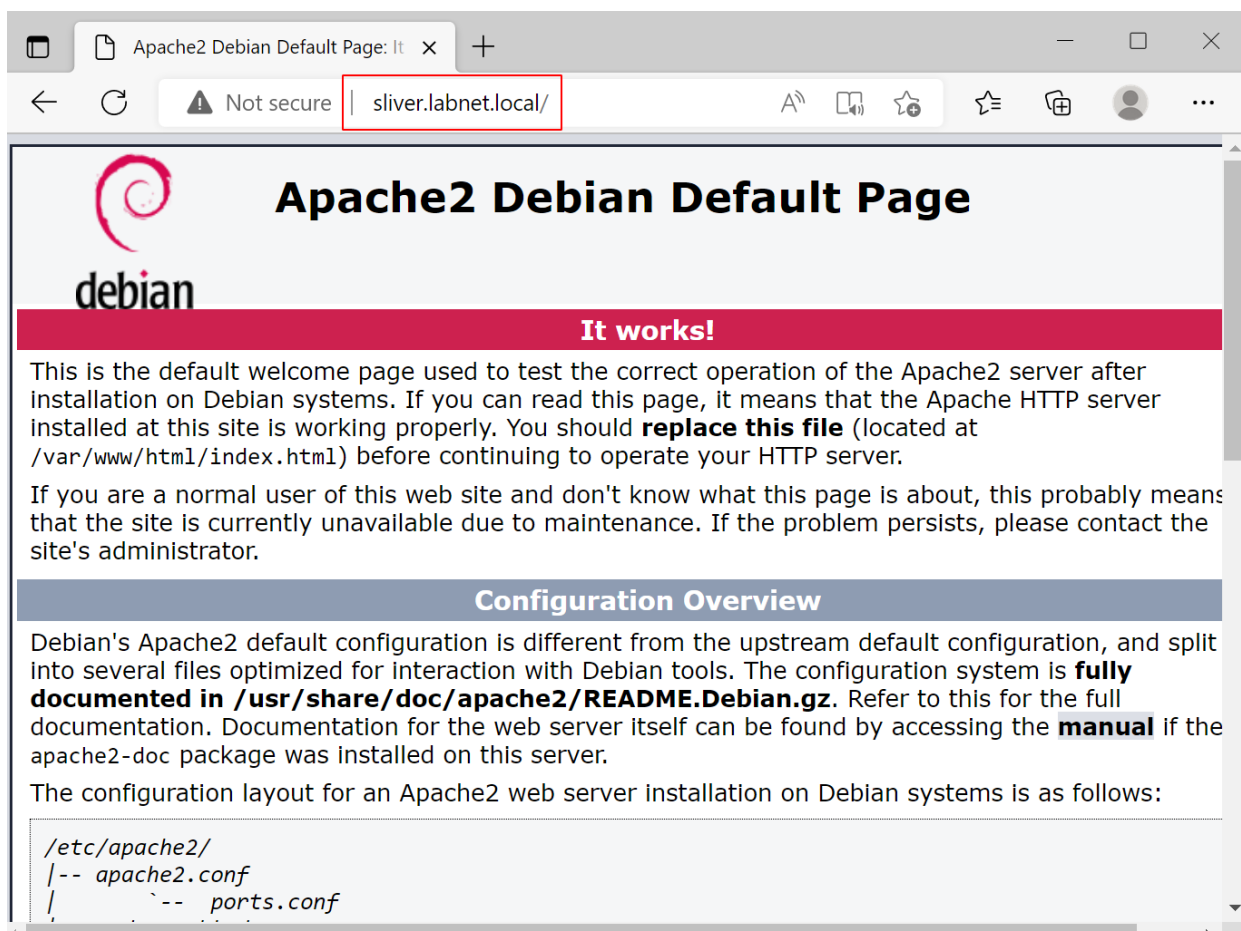 Apache2 Debian Default Page: It
Not secure | sliver.labnet.local/
debian
Apache2 Debian Default Page
It works!
This is the default welcome page used to test the correct operation of the Apache2 server after
installation on Debian systems. If you can read this page, it means that the Apache HTTP server
installed at this site is working properly. You should replace this file (located at
/var/www/html/index.html) before continuing to operate your HTTP server.
If you are a normal user of this web site and don't know what this page is about, this probably means
that the site is currently unavailable due to maintenance. If the problem persists, please contact the
site's administrator.
Configuration Overview
Debian's Apache2 default configuration is different from the upstream default configuration, and split
into several files optimized for interaction with Debian tools. The configuration system is fully
documented in /usr/share/doc/apache2/README.Debian.gz. Refer to this for the full
documentation. Documentation for the web server itself can be found by accessing the manual if the
apache2-doc package was installed on this server.
The configuration layout for an Apache2 web server installation on Debian systems is as follows:
/etc/apache2/
|-- apache2.conf
|       `--  ports.conf